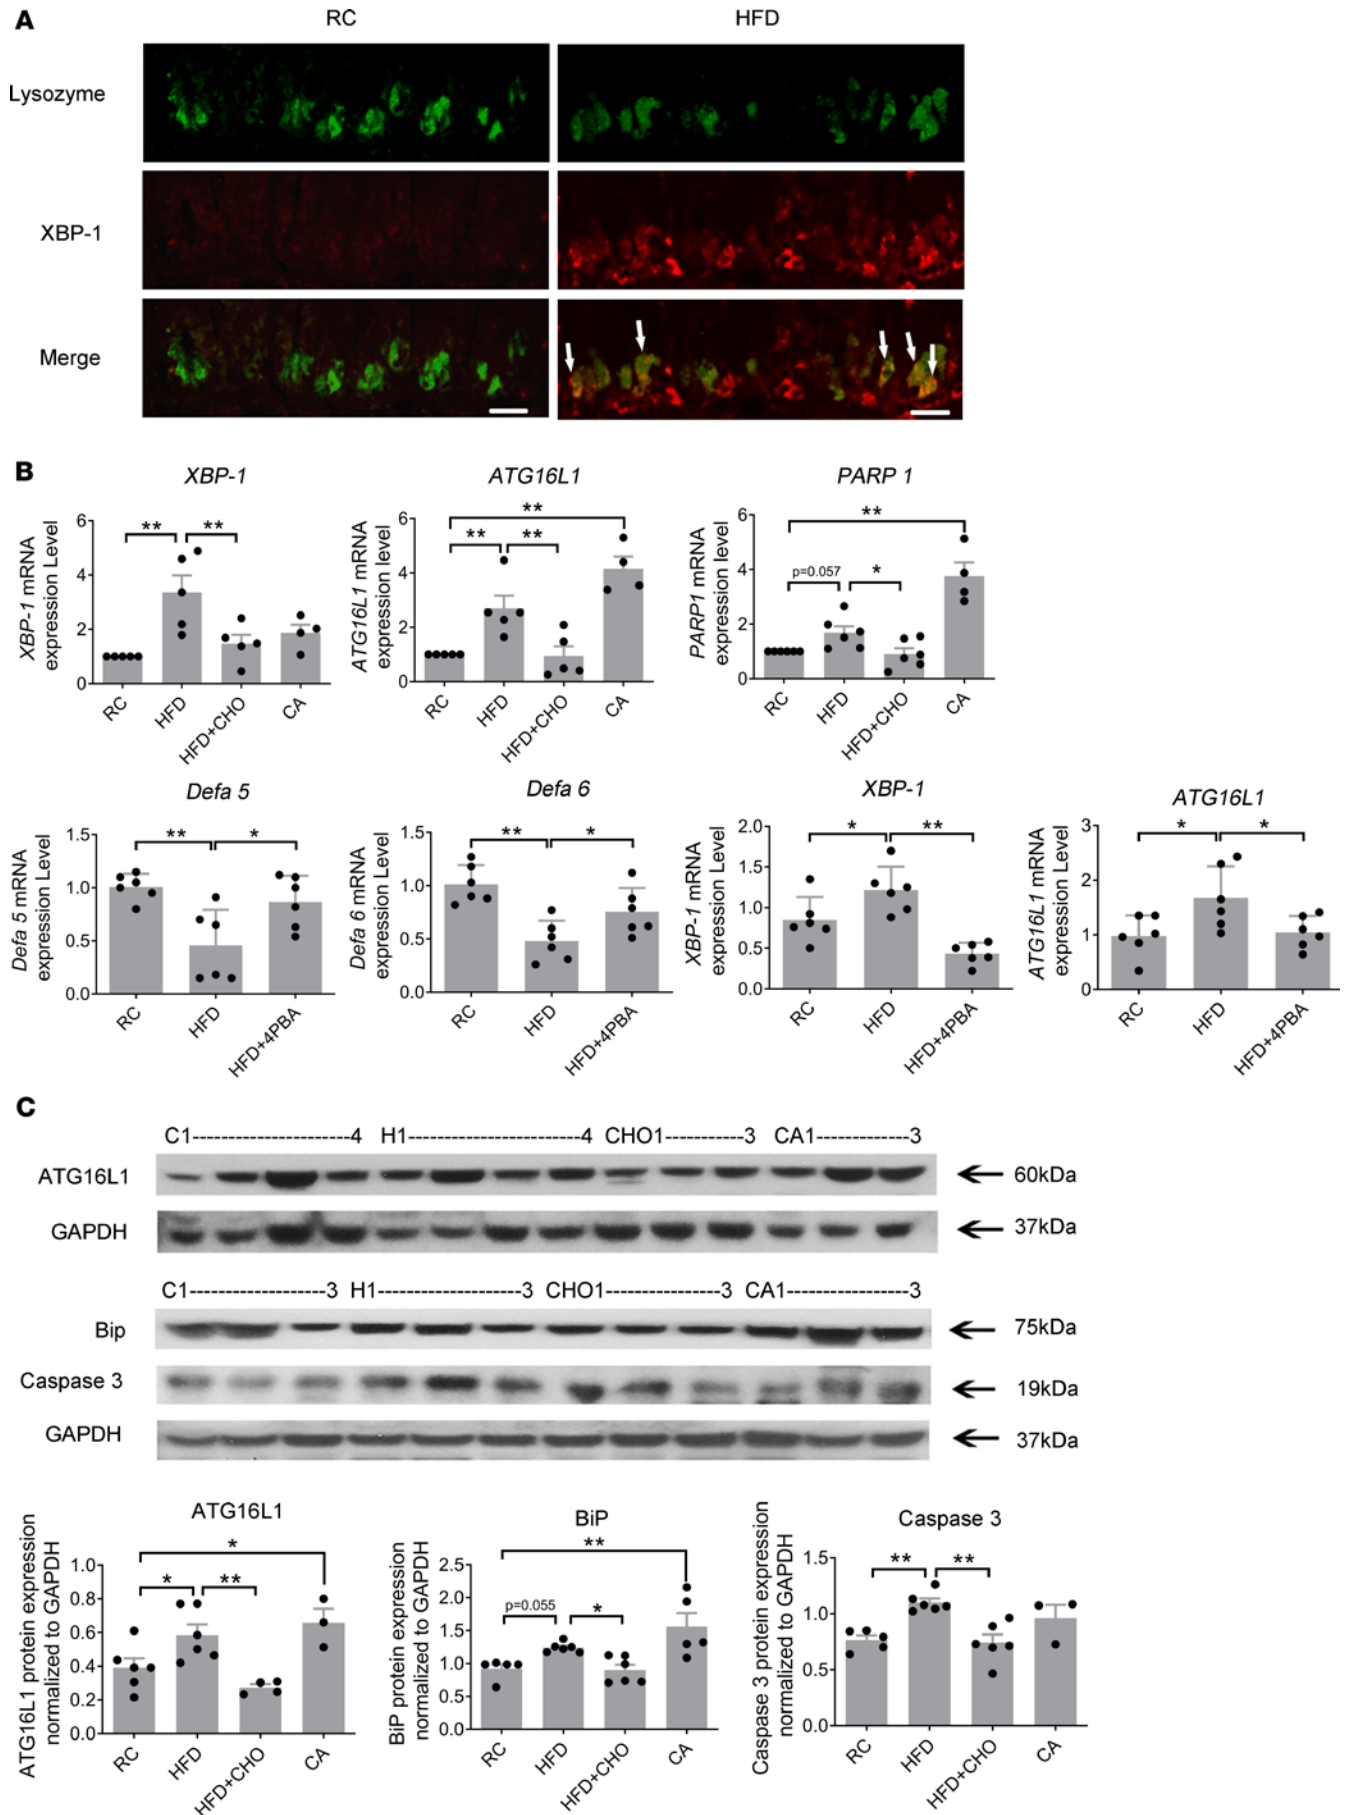 A
RC
HFD
Lysozyme
XBP-1
Merge
B
XBP-1
XBP-1 mRNA
expression Level
6
4
2
0
**
**
RC
HFD
HFD+CHO
CA
ATG16L1
ATG16L1 mRNA
expression Level
6
4
2
0
**
**
**
RC
HFD
HFD+CHO
CA
PARP 1
PARP1 mRNA
expression level
6
4
2
0
**
p=0.057
*
RC
HFD
HFD+CHO
CA
Defa 5
Defa 5 mRNA
expression Level
1.5
1.0
0.5
0.0
**
*
RC
HFD
HFD+4PBA
Defa 6
Defa 6 mRNA
expression Level
1.5
1.0
0.5
0.0
**
*
RC
HFD
HFD+4PBA
XBP-1
XBP-1 mRNA
expression Level
2.0
1.5
1.0
0.5
0.0
*
**
RC
HFD
HFD+4PBA
ATG16L1
ATG16L1 mRNA
expression Level
3
2
1
0
*
*
RC
HFD
HFD+4PBA
C
C1-----------------------4 H1------------------------4 CHO1-----------3 CA1-------------3
ATG16L1
60kDa
GAPDH
37kDa
C1--------------------3 H1--------------------3 CHO1----------------3 CA1-----------------3
Bip
75kDa
Caspase 3
19kDa
GAPDH
37kDa
ATG16L1
ATG16L1 protein expression
normalized to GAPDH
1.0
0.8
0.6
0.4
0.2
0.0
*
*
**
RC
HFD
HFD+CHO
CA
BiP
BiP protein expression
normalized to GAPDH
2.5
2.0
1.5
1.0
0.5
0.0
**
p=0.055
*
RC
HFD
HFD+CHO
CA
Caspase 3
Caspase 3 protein expression
normalized to GAPDH
1.5
1.0
0.5
0.0
**
**
RC
HFD
HFD+CHO
CA